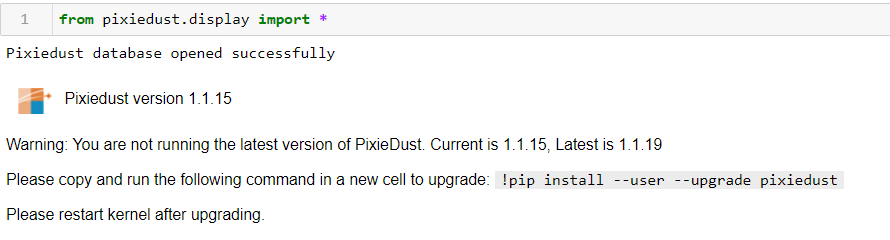 1 from pixiedust.display import *
Pixiedust database opened successfully
Pixiedust version 1.1.15
Warning: You are not running the latest version of PixieDust. Current is 1.1.15, Latest is 1.1.19
Please copy and run the following command in a new cell to upgrade: !pip install --user --upgrade pixiedust
Please restart kernel after upgrading.